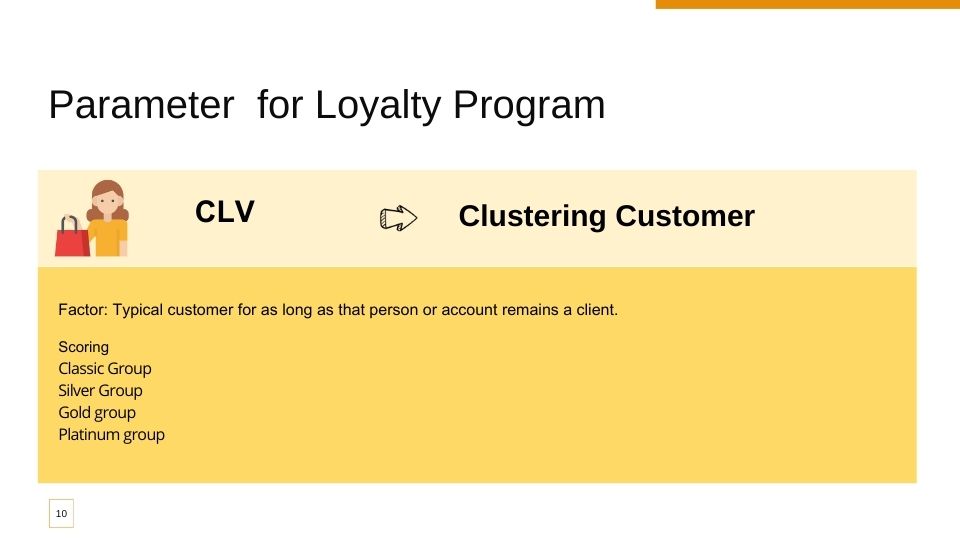 Parameter  for Loyalty Program
CLV
Clustering Customer
Factor: Typical customer for as long as that person or account remains a client.
Scoring
Classic Group
Silver Group
Gold group
Platinum group
10